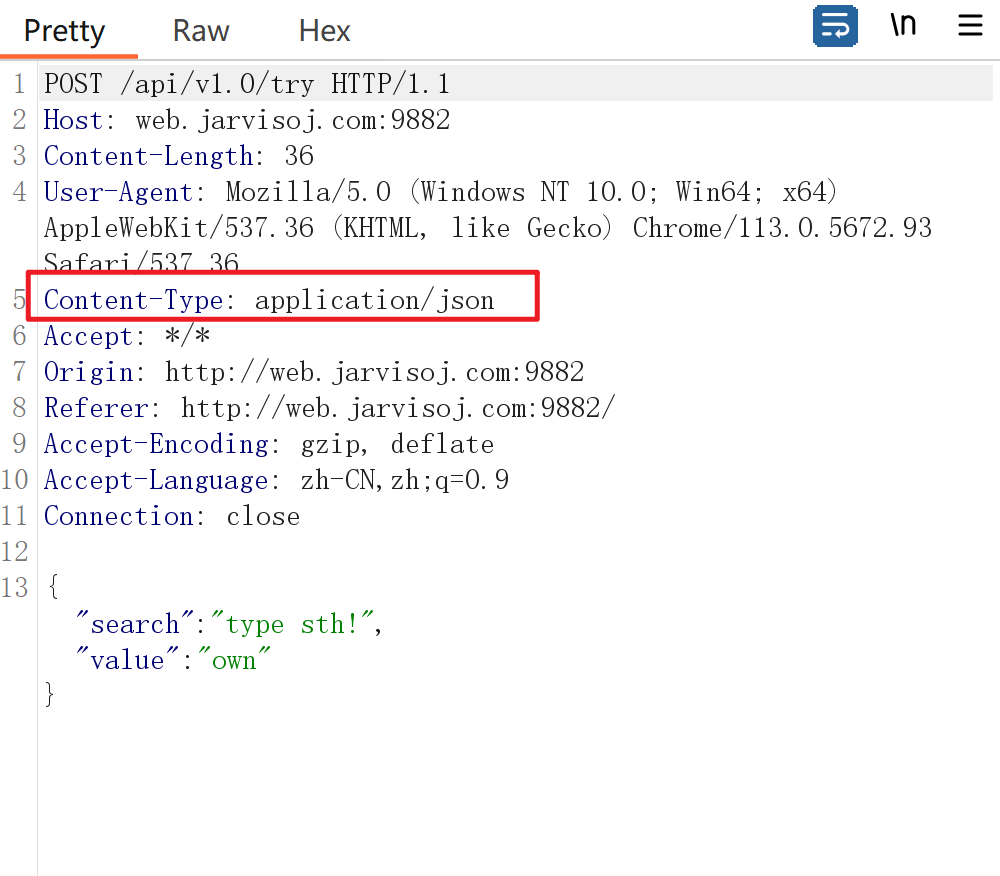 Pretty Raw Hex \n
1 POST /api/v1.0/try HTTP/1.1
2 Host: web.jarvisoj.com:9882
3 Content-Length: 36
4 User-Agent: Mozilla/5.0 (Windows NT 10.0; Win64; x64)
AppleWebKit/537.36 (KHTML, like Gecko) Chrome/113.0.5672.93
Safari/537.36
5 Content-Type: application/json
6 Accept: */*
7 Origin: http://web.jarvisoj.com:9882
8 Referer: http://web.jarvisoj.com:9882/
9 Accept-Encoding: gzip, deflate
10 Accept-Language: zh-CN,zh;q=0.9
11 Connection: close
12
13 {
"search":"type sth!",
"value":"own"
}